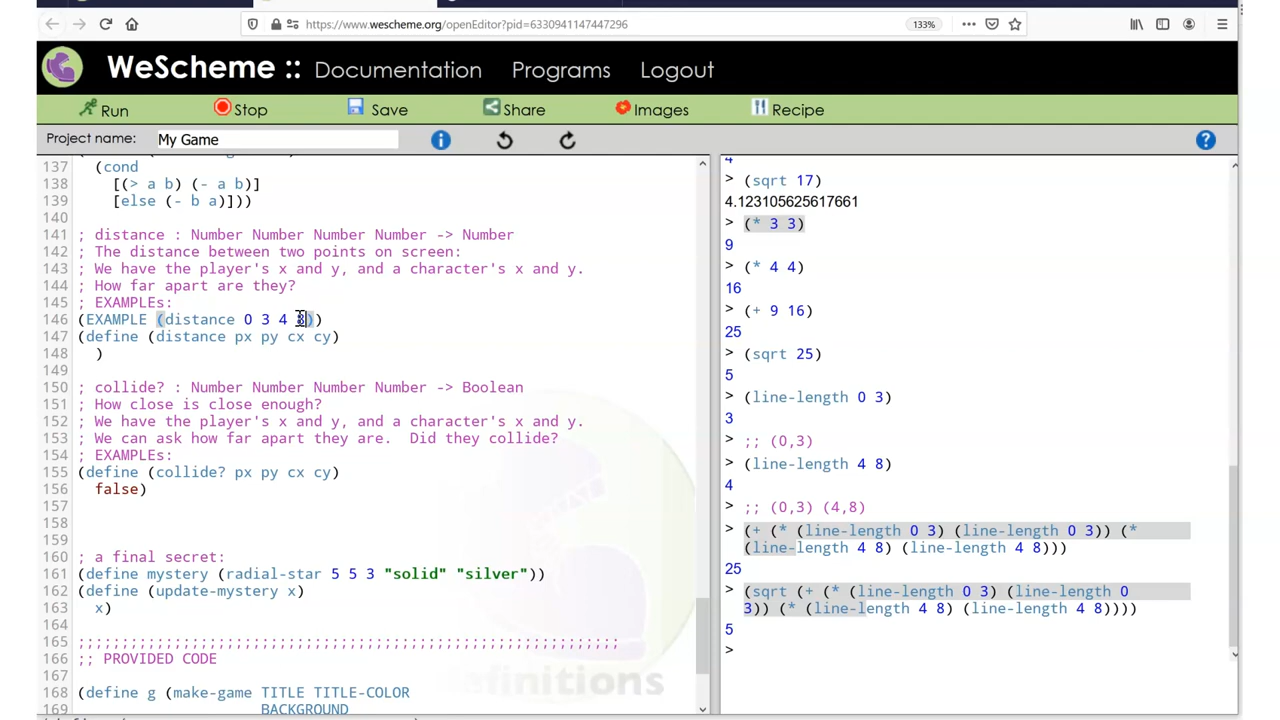 https://www.wescheme.org/openEditor?pid=6330941147447296
133%
WeScheme :: Documentation Programs Logout
Run Stop Save Share Images Recipe
Project name: My Game
137 (cond
138 [(> a b) (- a b)]
139 [else (- b a)]))
140
141 ; distance : Number Number Number Number -> Number
142 ; The distance between two points on screen:
143 ; We have the player's x and y, and a character's x and y.
144 ; How far apart are they?
145 ; EXAMPLEs:
146 (EXAMPLE (distance 0 3 4 8))
147 (define (distance px py cx cy)
148 )
149
150 ; collide? : Number Number Number Number -> Boolean
151 ; How close is close enough?
152 ; We have the player's x and y, and a character's x and y.
153 ; We can ask how far apart they are. Did they collide?
154 ; EXAMPLEs:
155 (define (collide? px py cx cy)
156 false)
157
158
159
160 ; a final secret:
161 (define mystery (radial-star 5 5 3 "solid" "silver"))
162 (define (update-mystery x)
163 x)
164
165 ;;;;;;;;;;;;;;;;;;;;;;;;;;;;;;;;;;;;;;;;;;;;;;;;;;;;;;;;;;;;;;;;
166 ;; PROVIDED CODE
167
168 (define g (make-game TITLE TITLE-COLOR
169 BACKGROUND
4
> (sqrt 17)
4.123105625617661
> (* 3 3)
9
> (* 4 4)
16
> (+ 9 16)
25
> (sqrt 25)
5
> (line-length 0 3)
3
> ;; (0,3)
> (line-length 4 8)
4
> ;; (0,3) (4,8)
> (+ (* (line-length 0 3) (line-length 0 3)) (*
(line-length 4 8) (line-length 4 8)))
25
> (sqrt (+ (* (line-length 0 3) (line-length 0
3)) (* (line-length 4 8) (line-length 4 8))))
5
>